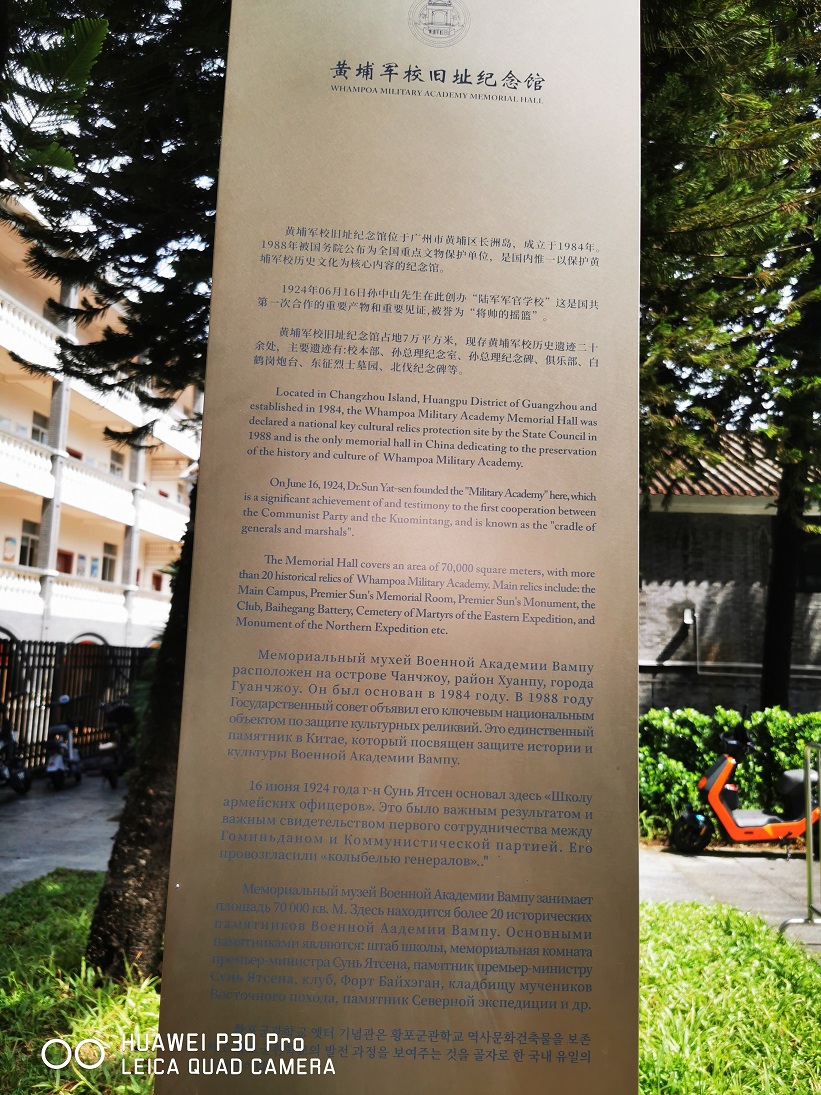 黄埔军校旧址纪念馆
WHAMPOA MILITARY ACADEMY MEMORIAL HALL
黄埔军校旧址纪念馆位于广州市黄埔区长洲岛，成立于1984年。
1988年被国务院公布为全国重点文物保护单位，是国内惟一以保护黄
埔军校历史文化为核心内容的纪念馆。
1924年06月16日孙中山先生在此创办“陆军军官学校”这是国共
第一次合作的重要产物和重要见证,被誉为“将帅的摇篮”。
黄埔军校旧址纪念馆占地7万平方米，现存黄埔军校历史遗迹二十
余处，主要遗迹有:校本部、孙总理纪念室、孙总理纪念碑、俱乐部、白
鹤岗炮台、东征烈士墓园、北伐纪念碑等。
Located in Changzhou Island, Huangpu District of Guangzhou and
established in 1984, the Whampoa Military Academy Memorial Hall was
declared a national key cultural relics protection site by the State Council in
1988 and is the only memorial hall in China dedicating to the preservation
of the history and culture of Whampoa Military Academy.
On June 16, 1924, Dr.Sun Yat-sen founded the "Military Academy" here, which
is a significant achievement of and testimony to the first cooperation between
the Communist Party and the Kuomintang, and is known as the "cradle of
generals and marshals".
The Memorial Hall covers an area of 70,000 square meters, with more
than 20 historical relics of Whampoa Military Academy. Main relics include: the
Main Campus, Premier Sun's Memorial Room, Premier Sun's Monument, the
Club, Baihegang Battery, Cemetery of Martyrs of the Eastern Expedition, and
Monument of the Northern Expedition etc.
Мемориальный мухей Военной Академии Вампу
расположен на острове Чанчжоу, район Хуанпу, города
Гуанчжоу. Он был основан в 1984 году. В 1988 году
Государственный совет объявил его ключевым национальным
объектом по защите культурных реликвий. Это единственный
памятник в Китае, который посвящен защите истории и
культуры Военной Академии Вампу.
16 июня 1924 года г-н Сунь Ятсен основал здесь «Школу
армейских офицеров». Это было важным результатом и
важным свидетельством первого сотрудничества между
Гоминьданом и Коммунистической партией. Его
провозгласили «колыбелью генералов».."
Мемориальный музей Военной Академии Вампу занимает
площадь 70 000 кв. М. Здесь находится более 20 исторических
памятников Военной Аадемии Вампу. Основными
памятниками являются: штаб школы, мемориальная комната
премьер-министра Сунь Ятсена, памятник премьер-министру
Сунь Ятсена, клуб, Форт Байхэган, кладбищу мучеников
Восточного похода, памятник Северной экспедиции и др.
옛터 기념관은 황포군관학교 역사문화건축물을 보존
발전 과정을 보여주는 것을 골자로 한 국내 유일의
HUAWEI P30 Pro
LEICA QUAD CAMERA